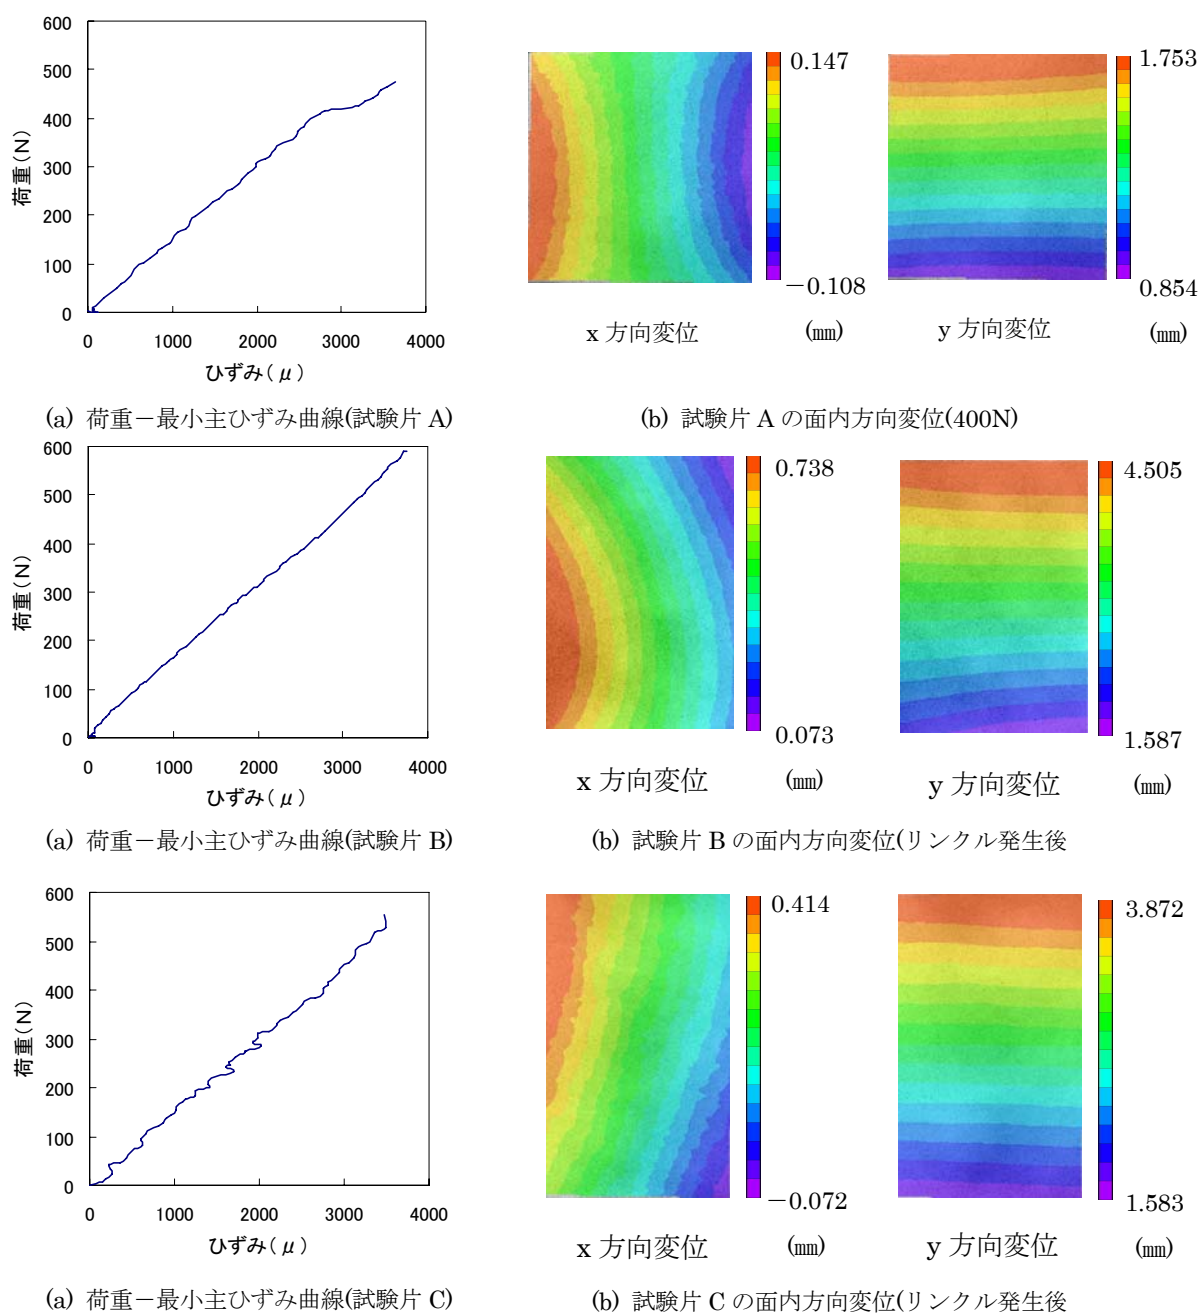 600
500
400
300
200
100
0
荷重(N)
0 1000 2000 3000 4000
ひずみ(μ)
0.147
−0.108
x 方向変位 (㎜)
1.753
0.854
y 方向変位 (㎜)
(a) 荷重−最小主ひずみ曲線(試験片 A)
(b) 試験片 A の面内方向変位(400N)
600
500
400
300
200
100
0
荷重(N)
0 1000 2000 3000 4000
ひずみ(μ)
0.738
0.073
x 方向変位 (㎜)
4.505
1.587
y 方向変位 (㎜)
(a) 荷重−最小主ひずみ曲線(試験片 B)
(b) 試験片 B の面内方向変位(リンクル発生後
600
500
400
300
200
100
0
荷重(N)
0 1000 2000 3000 4000
ひずみ(μ)
0.414
−0.072
x 方向変位 (㎜)
3.872
1.583
y 方向変位 (㎜)
(a) 荷重−最小主ひずみ曲線(試験片 C)
(b) 試験片 C の面内方向変位(リンクル発生後